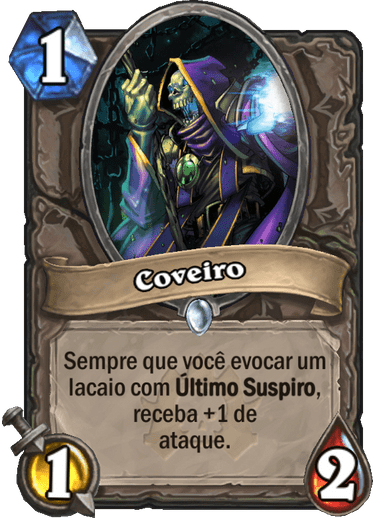 1
Coveiro
Sempre que você evocar um
lacaio com Último Suspiro,
receba +1 de
ataque.
1
2